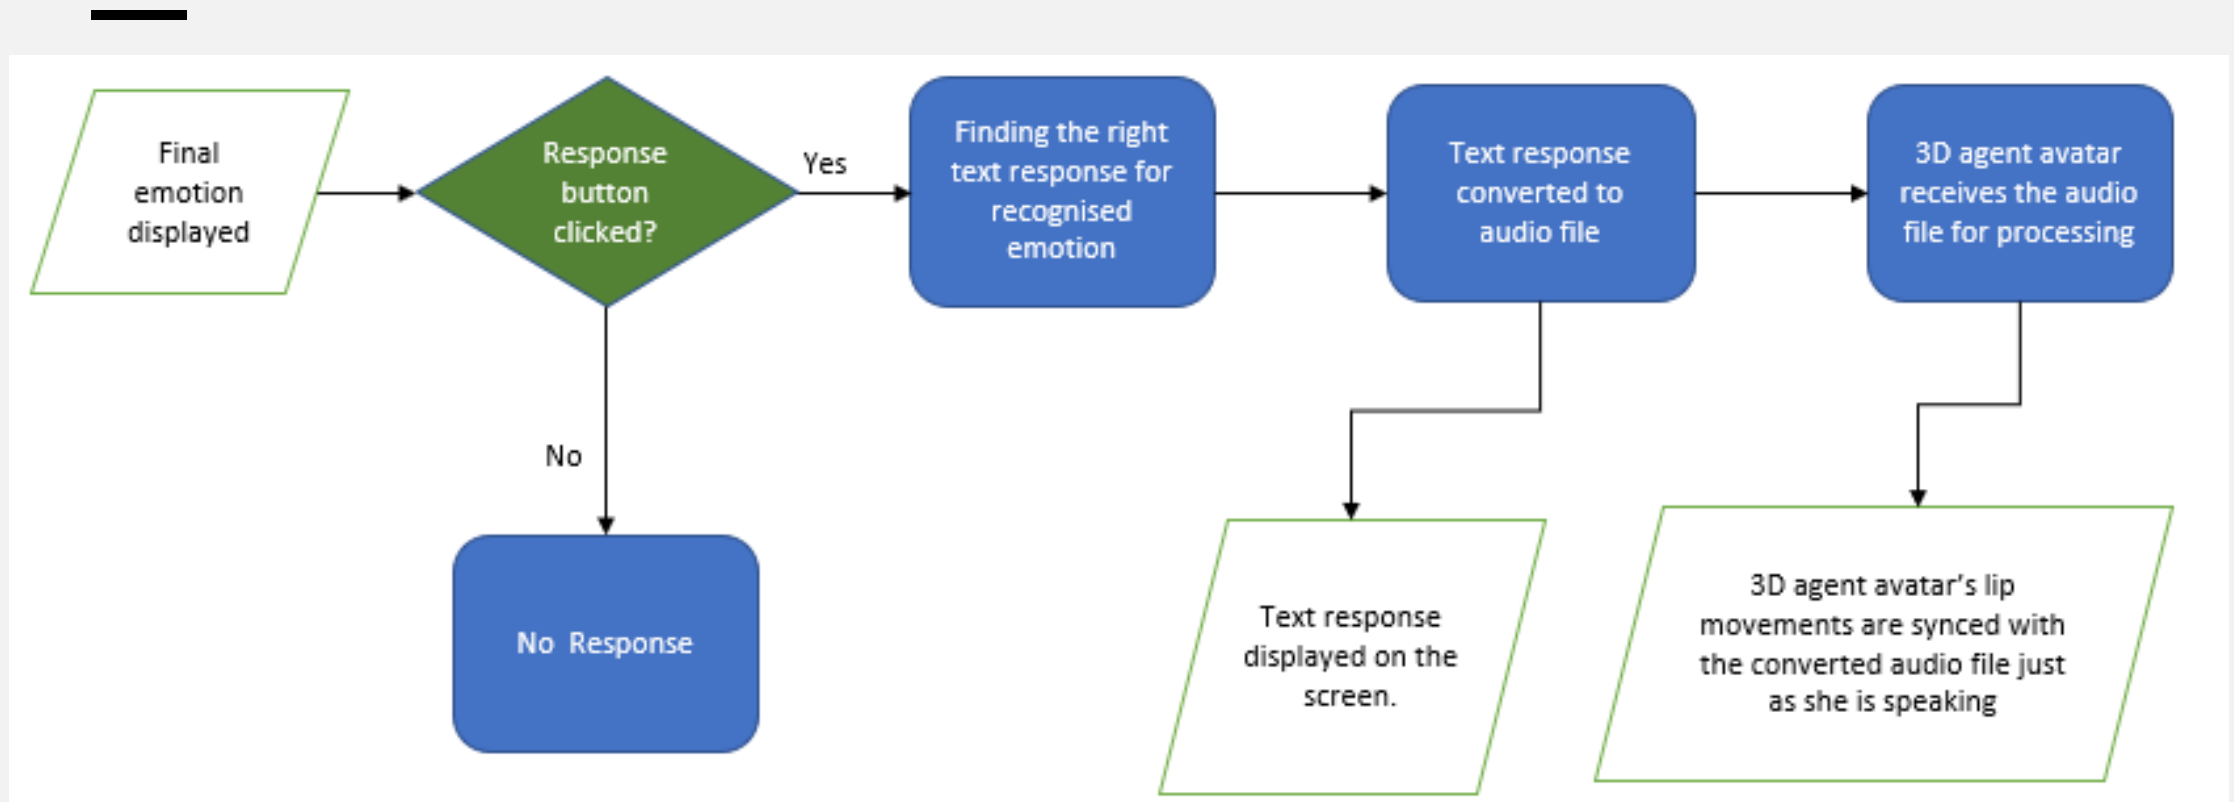 Final
emotion
displayed
Response
button
clicked?
Yes
Finding the right
text response for
recognised
emotion
Text response
converted to
audio file
3D agent avatar
receives the audio
file for processing
No
No  Response
Text response
displayed on the
screen.
3D agent avatar’s lip
movements are synced with
the converted audio file just
as she is speaking